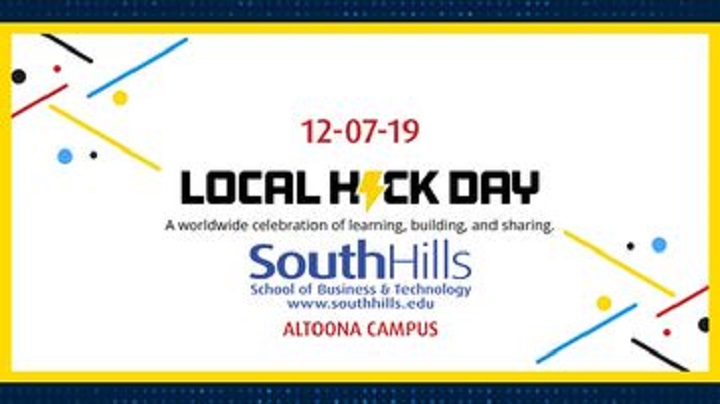 12-07-19
LOCAL H⚡CK DAY
A worldwide celebration of learning, building, and sharing.
SouthHills
School of Business & Technology
www.southhills.edu
ALTOONA CAMPUS